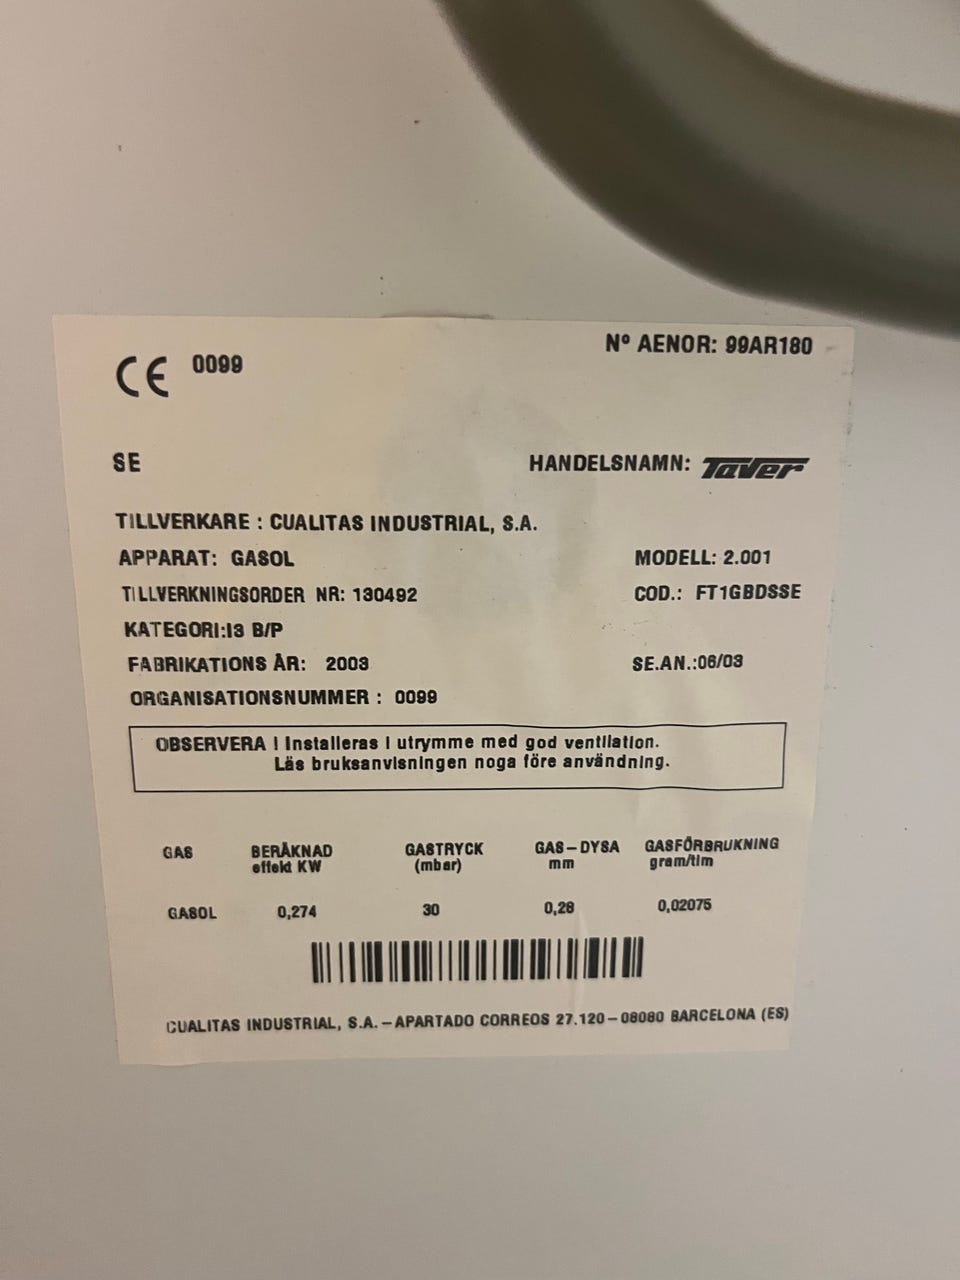 CE 0099
Nº AENOR: 99AR180
SE
HANDELSNAMN: Taver
TILLVERKARE : CUALITAS INDUSTRIAL, S.A.
APPARAT: GASOL
MODELL: 2.001
TILLVERKNINGSORDER NR: 130492
COD.: FT1GBDSSE
KATEGORI:I3 B/P
FABRIKATIONS ÅR: 2003
SE.AN.:06/03
ORGANISATIONSNUMMER : 0099
OBSERVERA ! Installeras i utrymme med god ventilation.
Läs bruksanvisningen noga före användning.
GAS BERÄKNAD GASTRYCK GAS-DYSA GASFÖRBRUKNING
effekt KW (mbar) mm gram/tim
GASOL 0,274 30 0,28 0,02075
CUALITAS INDUSTRIAL, S.A. - APARTADO CORREOS 27.120 - 08080 BARCELONA (ES)